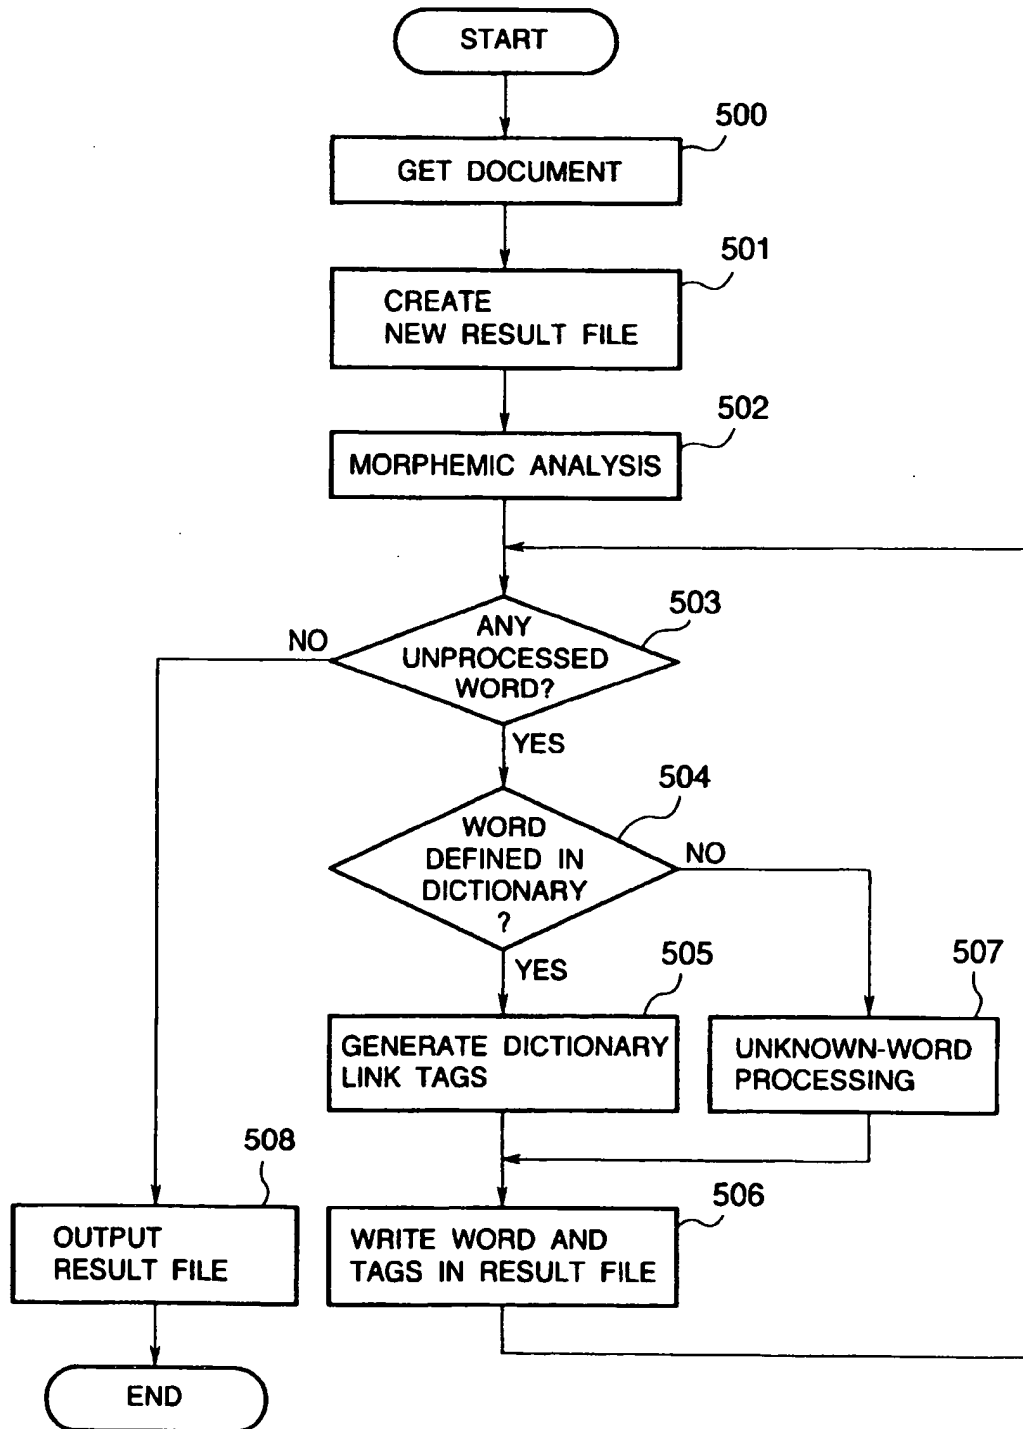 START
500
GET DOCUMENT
501
CREATE
NEW RESULT FILE
502
MORPHEMIC ANALYSIS
503
NO
ANY
UNPROCESSED
WORD?
YES
504
WORD
DEFINED IN
DICTIONARY
?
NO
YES
505
507
GENERATE DICTIONARY
LINK TAGS
UNKNOWN-WORD
PROCESSING
508
506
OUTPUT
RESULT FILE
WRITE WORD AND
TAGS IN RESULT FILE
END